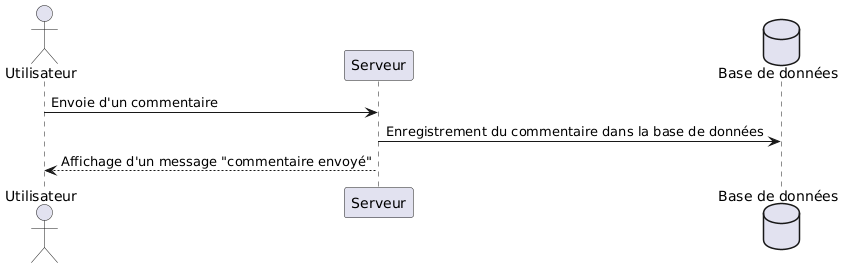 Utilisateur
Serveur
Base de données
Envoie d'un commentaire
Enregistrement du commentaire dans la base de données
Affichage d'un message "commentaire envoyé"
Utilisateur
Serveur
Base de données